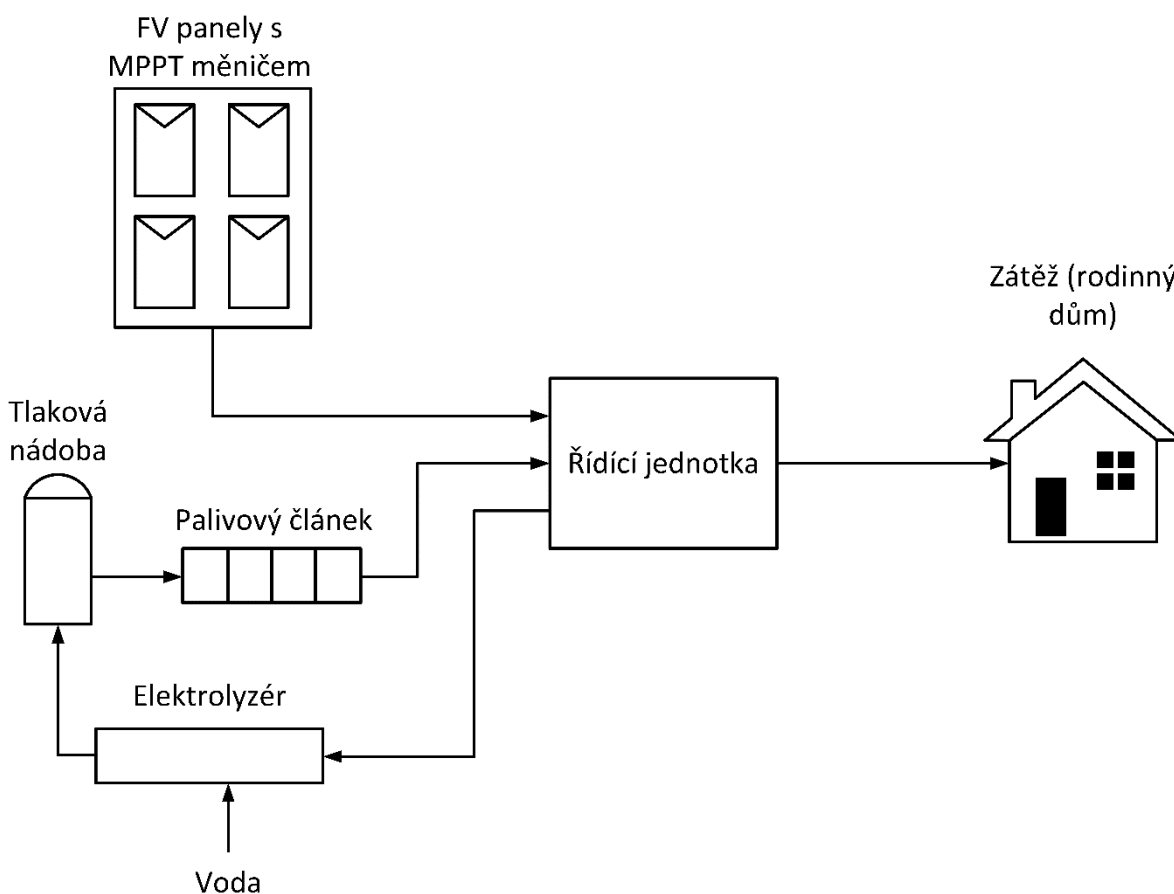 FV panely s
MPPT měničem
Zátěž (rodinný
dům)
Tlaková
nádoba
Řídící jednotka
Palivový článek
Elektrolyzér
Voda